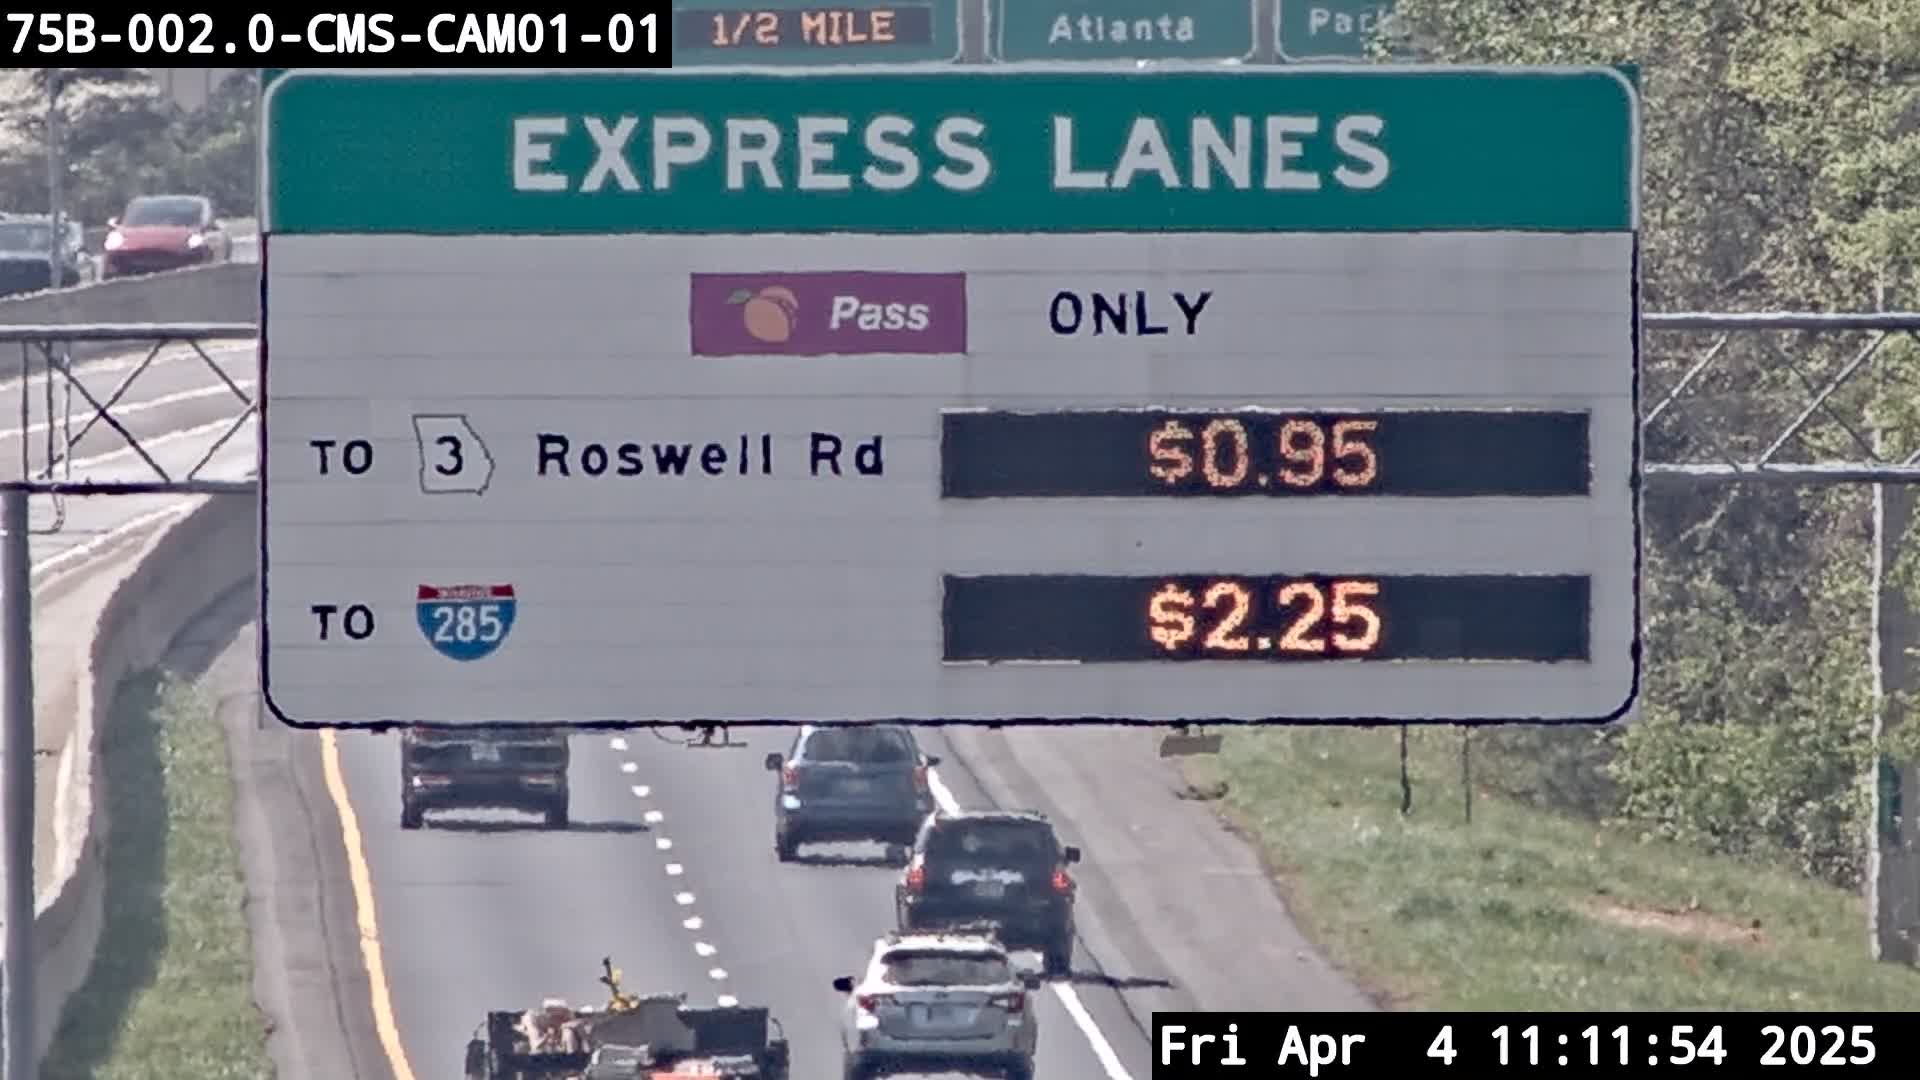 75B-002.0-CMS-CAM01-01
1/2 MILE
Atlanta
EXPRESS LANES
Pass ONLY
TO 3 Roswell Rd $0.95
TO 285 $2.25
Fri Apr 4 11:11:54 2025